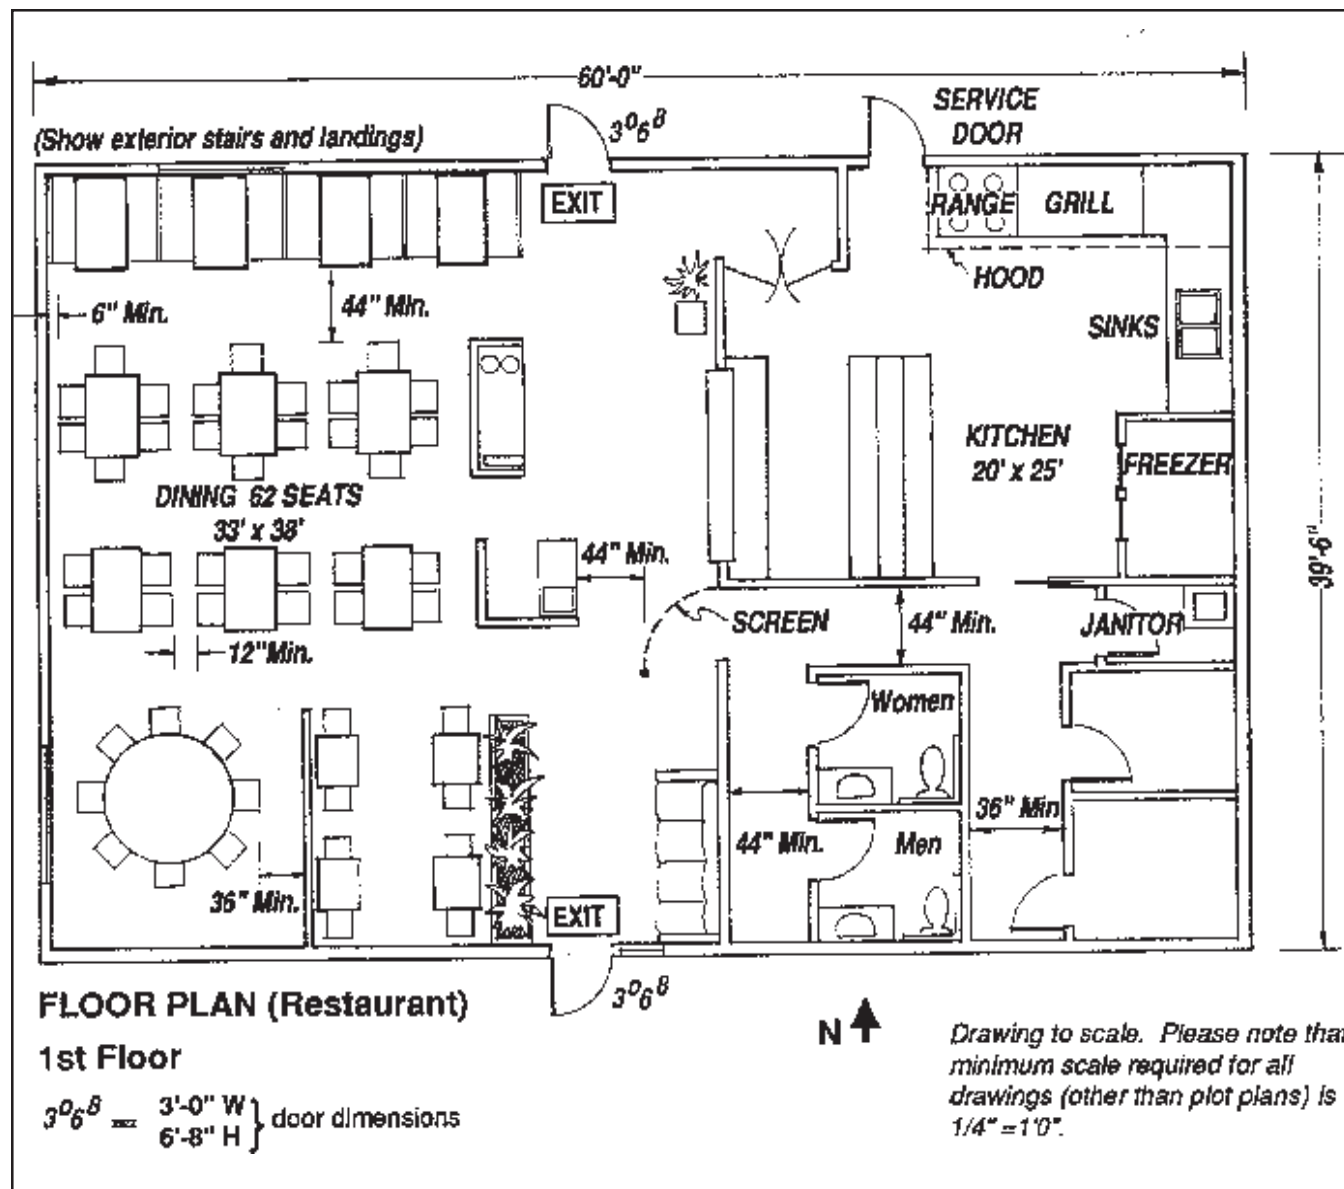 60'-0"
SERVICE
DOOR
(Show exterior stairs and landings)
3⁰6⁸
EXIT
RANGE
GRILL
HOOD
6" Min.
44" Min.
SINKS
KITCHEN
20' x 25'
FREEZER
DINING 62 SEATS
33' x 38'
39'-6"
44" Min.
SCREEN
44" Min.
JANITOR
12" Min.
Women
36" Min
44" Min.
Men
36" Min.
EXIT
3⁰6⁸
FLOOR PLAN (Restaurant)
1st Floor
3⁰6⁸ = 3'-0" W
6'-8" H } door dimensions
N
Drawing to scale. Please note that
minimum scale required for all
drawings (other than plot plans) is
1/4" =1'0".